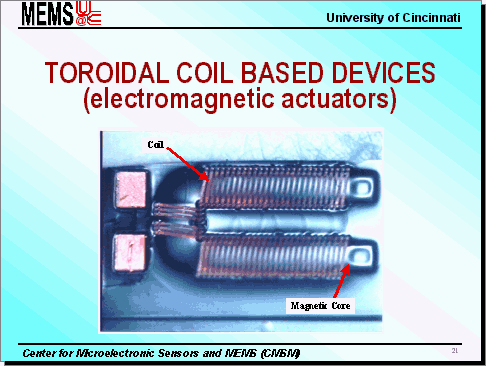 MEMS U@C
University of Cincinnati
TOROIDAL COIL BASED DEVICES
(electromagnetic actuators)
Coil
Magnetic Core
Center for Microelectronic Sensors and MEMS (CMSM)
21